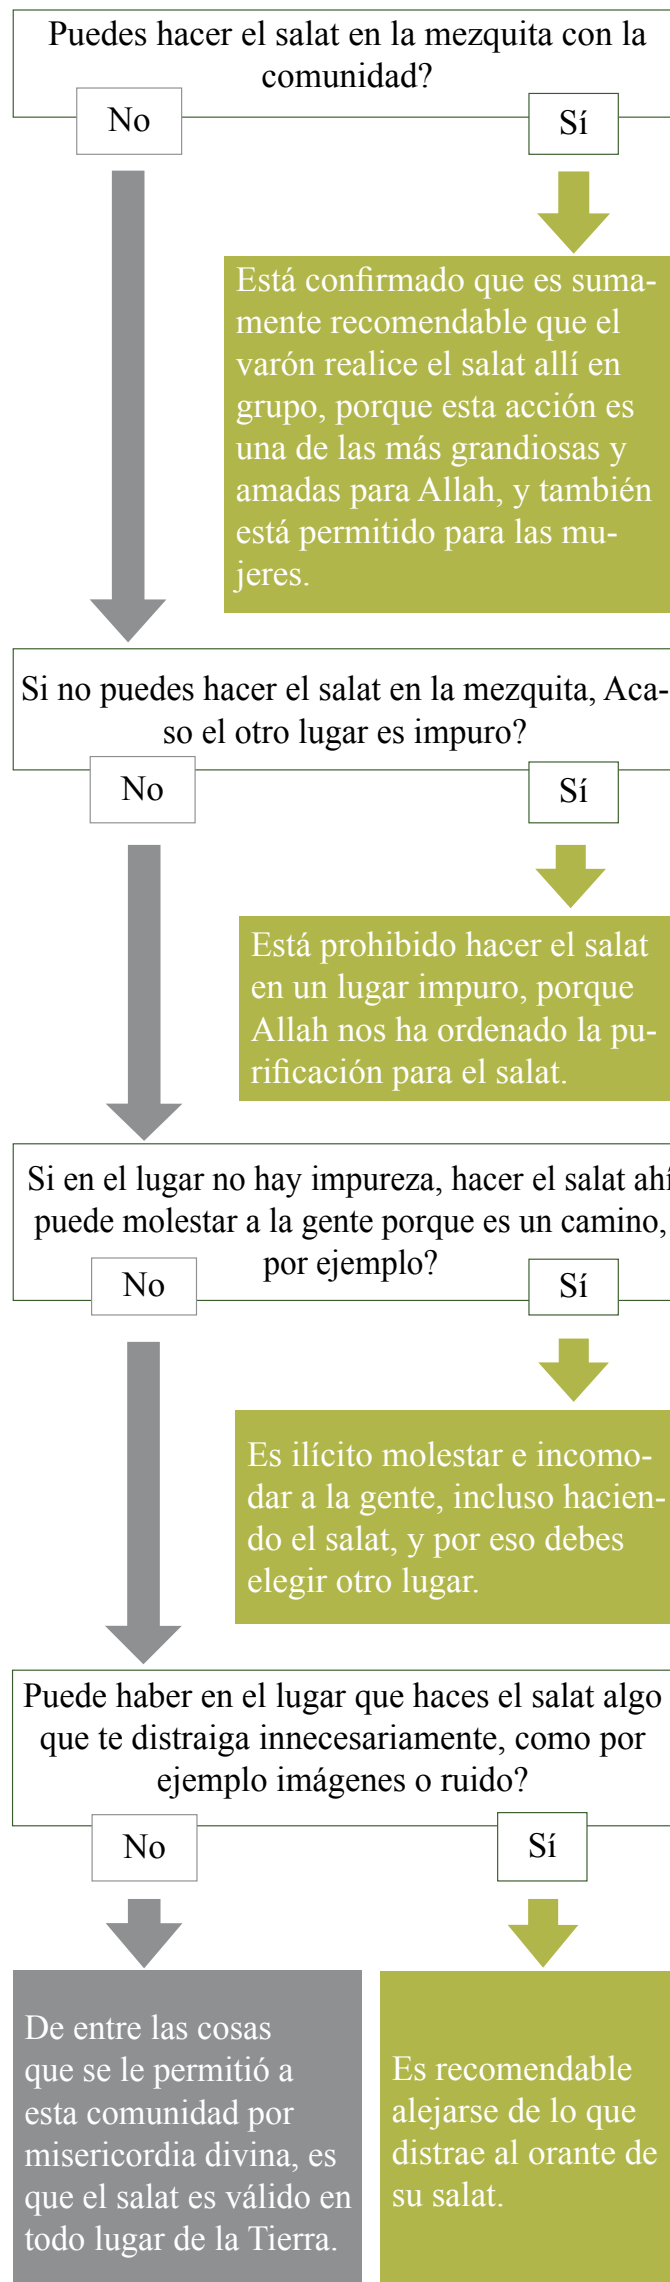 Puedes hacer el salat en la mezquita con la
comunidad?
No
Sí
Está confirmado que es suma-
mente recomendable que el
varón realice el salat allí en
grupo, porque esta acción es
una de las más grandiosas y
amadas para Allah, y también
está permitido para las mu-
jeres.
Si no puedes hacer el salat en la mezquita, Aca-
so el otro lugar es impuro?
No
Sí
Está prohibido hacer el salat
en un lugar impuro, porque
Allah nos ha ordenado la pu-
rificación para el salat.
Si en el lugar no hay impureza, hacer el salat ahí
puede molestar a la gente porque es un camino,
por ejemplo?
No
Sí
Es ilícito molestar e incomo-
dar a la gente, incluso hacien-
do el salat, y por eso debes
elegir otro lugar.
Puede haber en el lugar que haces el salat algo
que te distraiga innecesariamente, como por
ejemplo imágenes o ruido?
No
Sí
De entre las cosas
que se le permitió a
esta comunidad por
misericordia divina, es
que el salat es válido en
todo lugar de la Tierra.
Es recomendable
alejarse de lo que
distrae al orante de
su salat.